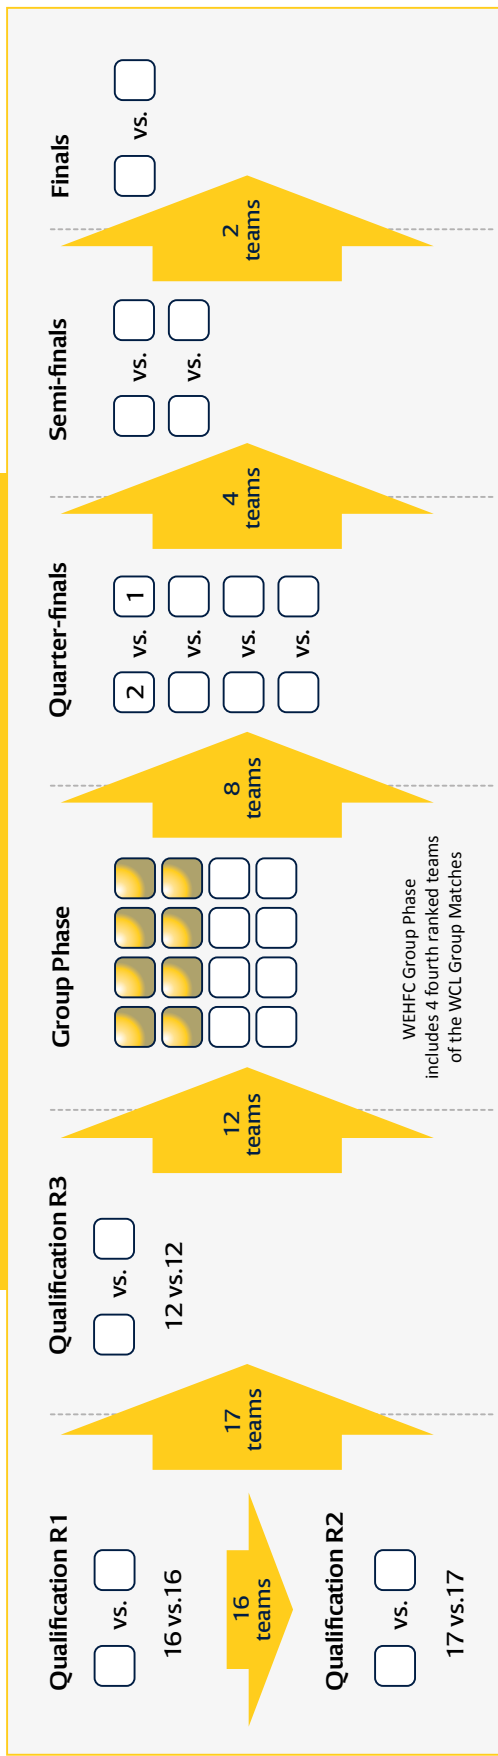 Qualification R1
vs.
16 vs.16
16
teams
Qualification R2
vs.
17 vs.17
17
teams
Qualification R3
vs.
12 vs.12
12
teams
Group Phase
WEHFC Group Phase
includes 4 fourth ranked teams
of the WCL Group Matches
8
teams
Quarter-finals
2 vs. 1
vs.
vs.
vs.
4
teams
Semi-finals
vs.
vs.
2
teams
Finals
vs.